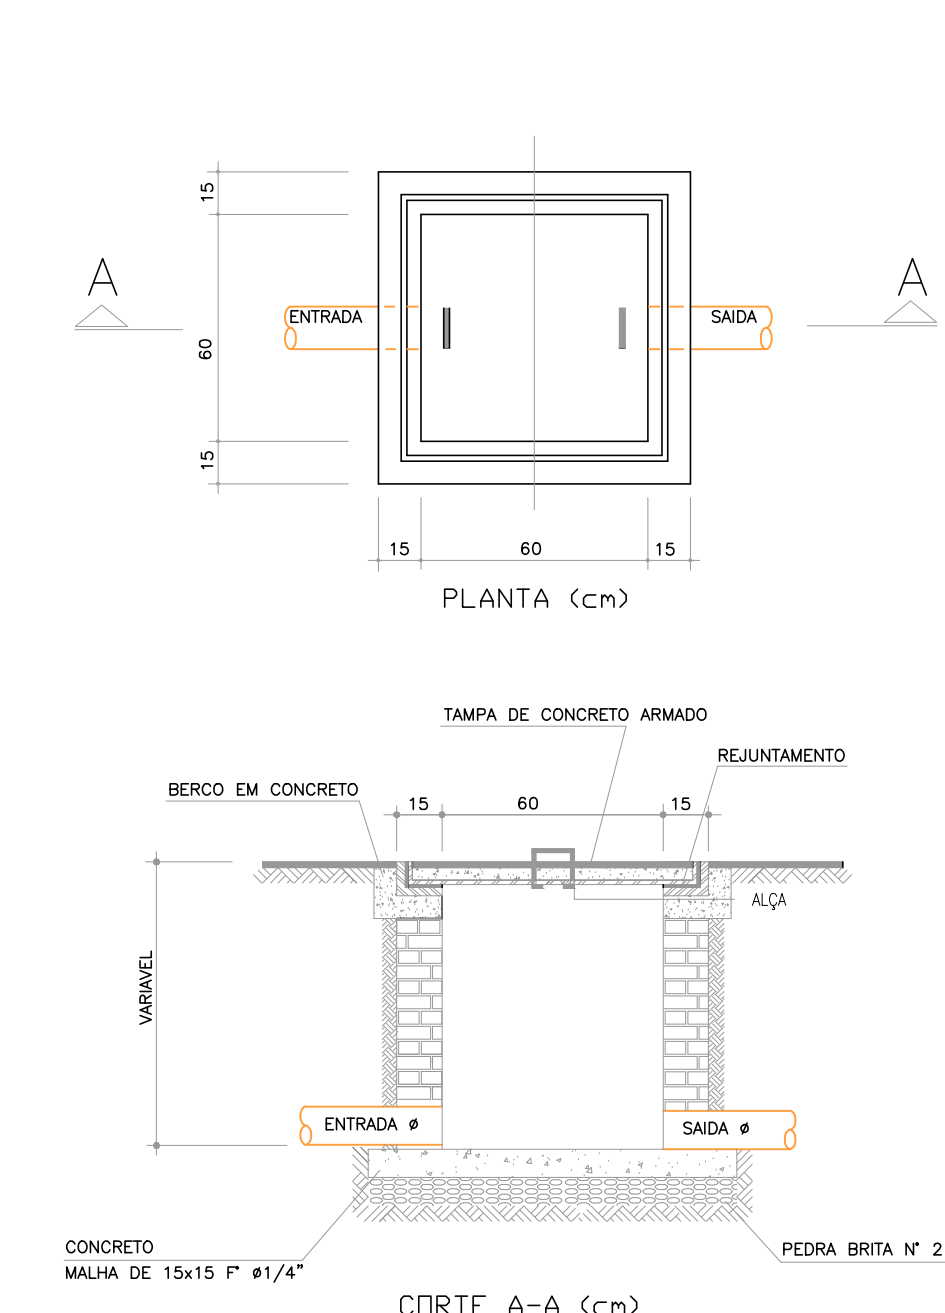 15
A
A
ENTRADA
SAIDA
60
15
15
60
15
PLANTA (cm)
TAMPA DE CONCRETO ARMADO
REJUNTAMENTO
BERCO EM CONCRETO
15
60
15
ALÇA
VARIAVEL
ENTRADA ø
SAIDA ø
CONCRETO
MALHA DE 15x15 F° ø1/4"
PEDRA BRITA N° 2
CORTE A-A (cm)